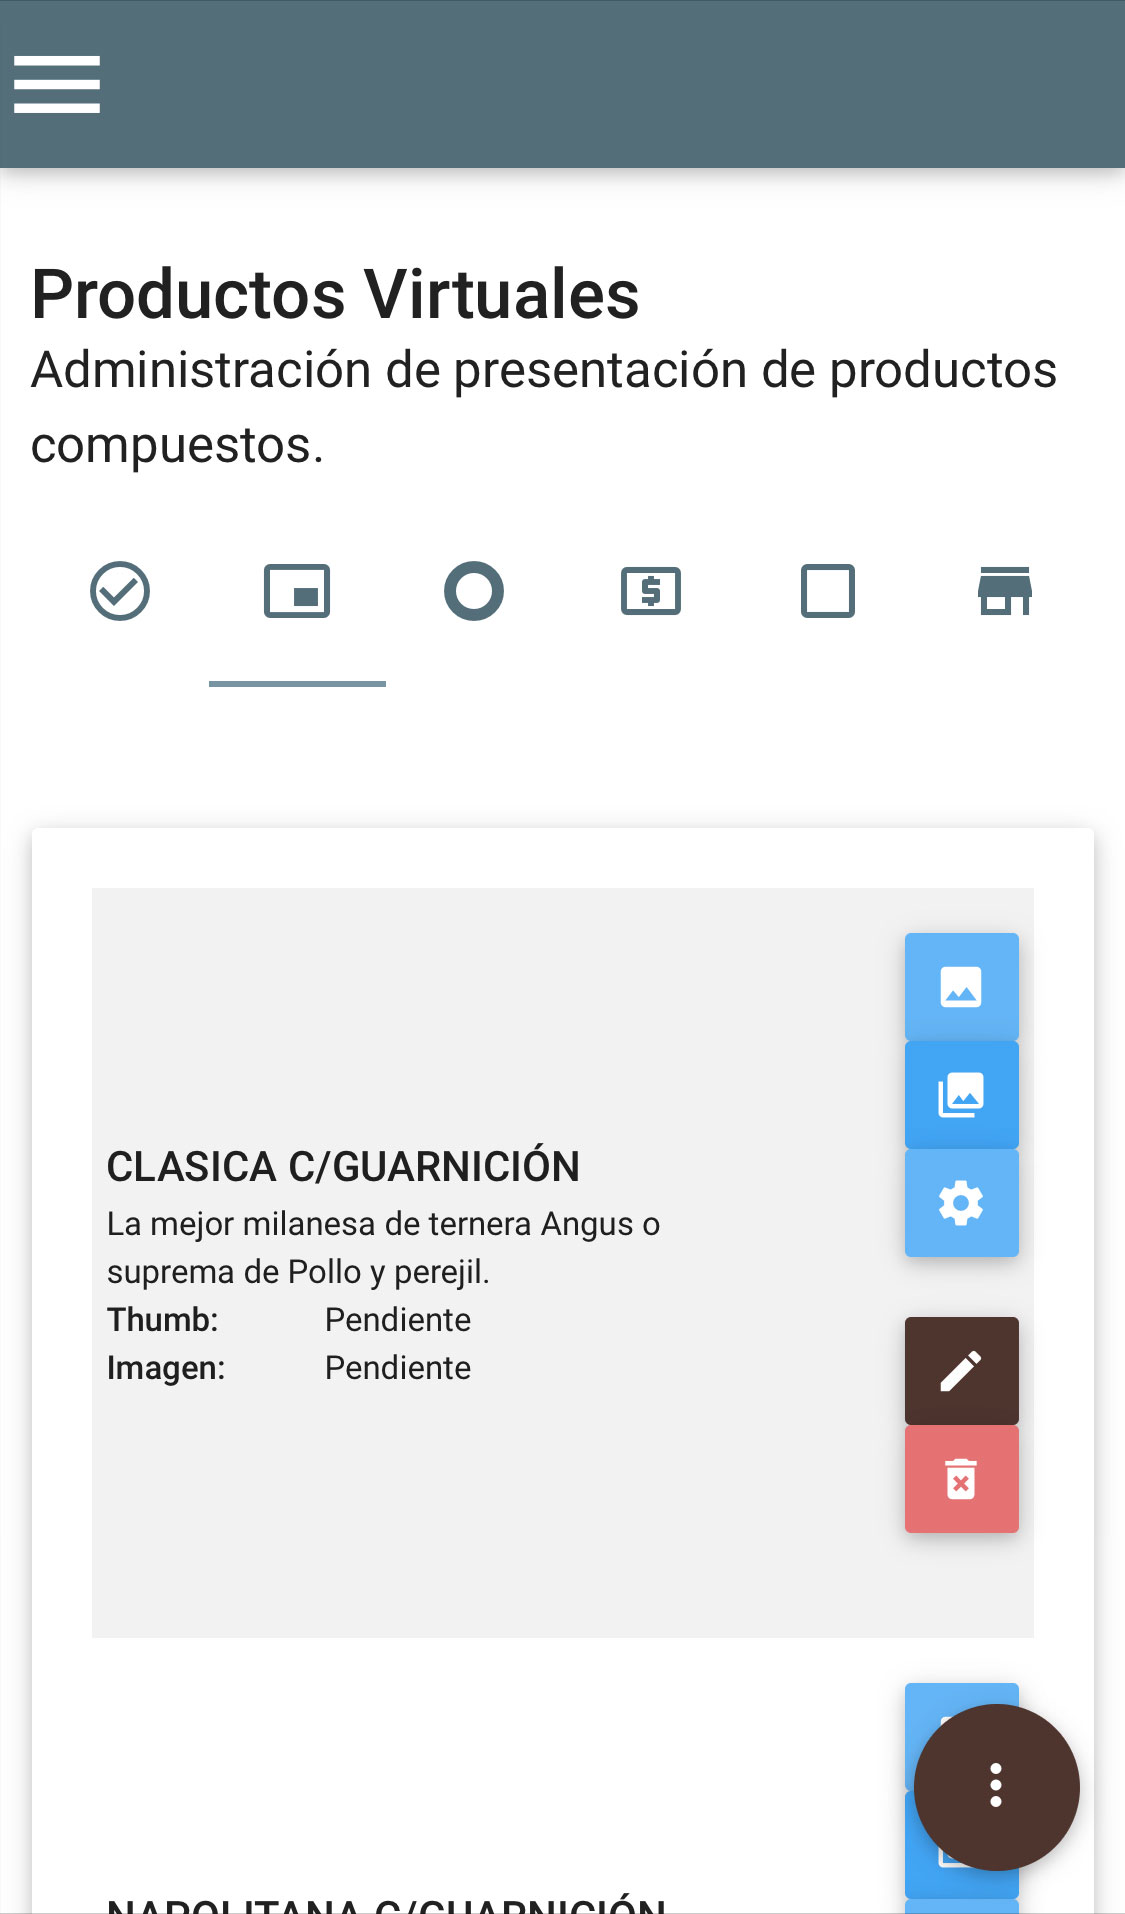 Productos Virtuales
Administración de presentación de productos
compuestos.
CLASICA C/GUARNICIÓN
La mejor milanesa de ternera Angus o
suprema de Pollo y perejil.
Thumb: Pendiente
Imagen: Pendiente
NAPOLITANA C/GUARNICIÓN